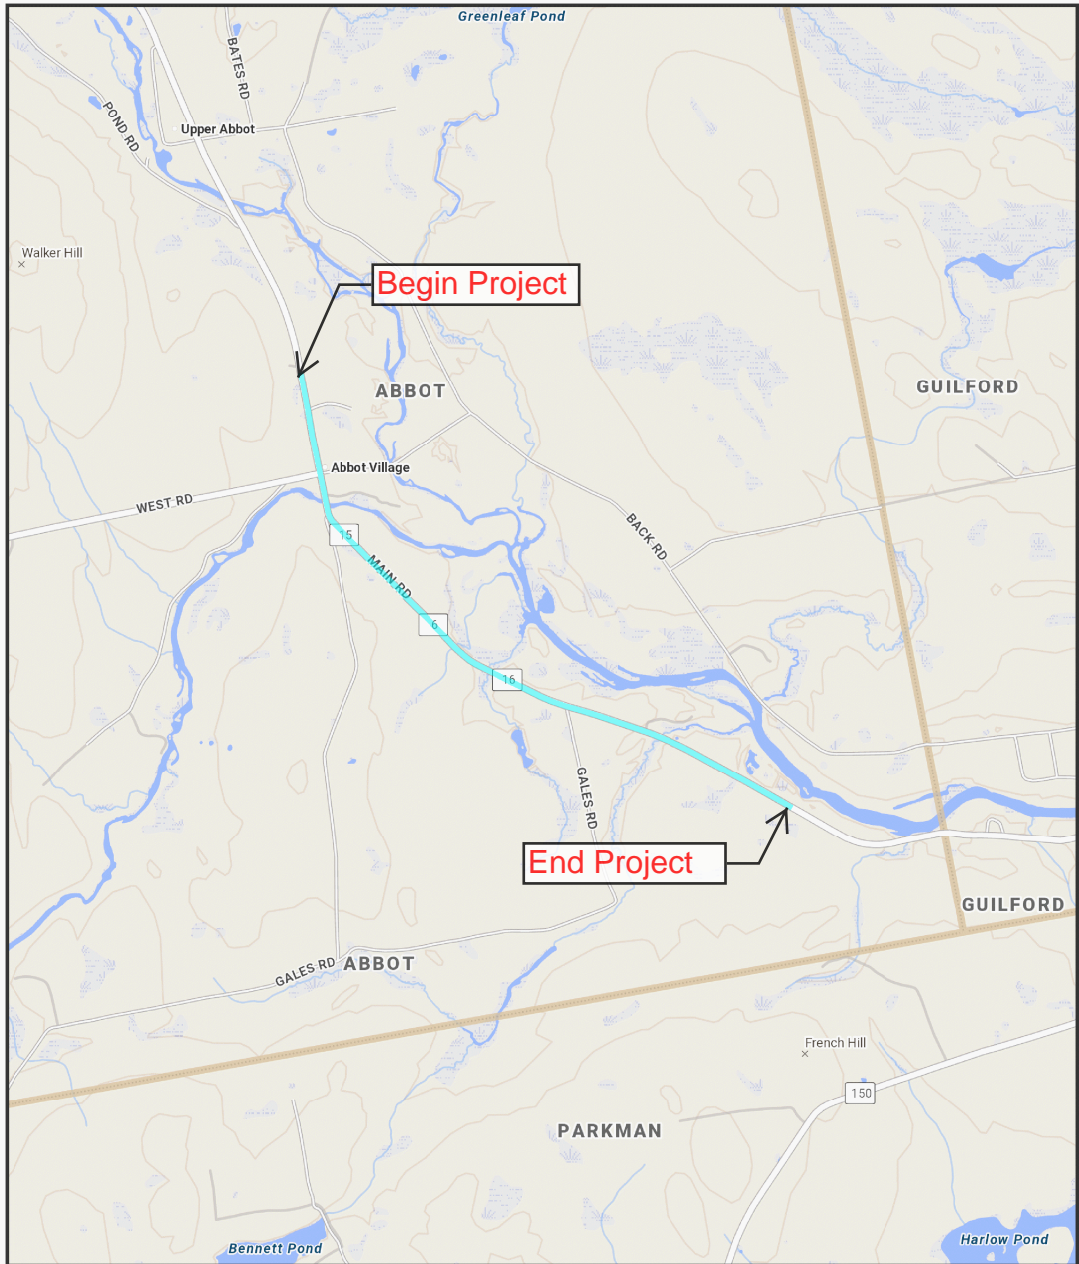 Greenleaf Pond
BATES RD
POND RD
Upper Abbot
Walker Hill
Begin Project
ABBOT
GUILFORD
Abbot Village
WEST RD
15
BACK RD
MAIN RD
6
16
GALES RD
End Project
GUILFORD
ABBOT
GALES RD
French Hill
150
PARKMAN
Bennett Pond
Harlow Pond